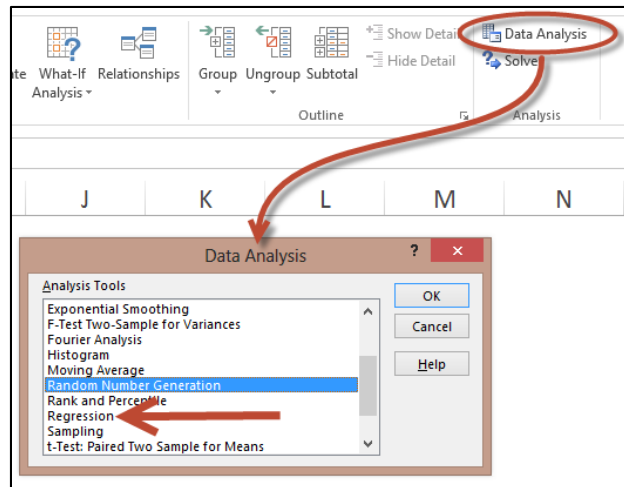 Show Detail
Data Analysis
te What-If Relationships Group Ungroup Subtotal
Hide Detail
Solver
Analysis
Outline
Analysis
J K L M N
Data Analysis ?
Analysis Tools
OK
Exponential Smoothing
F-Test Two-Sample for Variances
Cancel
Fourier Analysis
Histogram
Moving Average
Help
Random Number Generation
Rank and Percentile
Regression
Sampling
t-Test: Paired Two Sample for Means